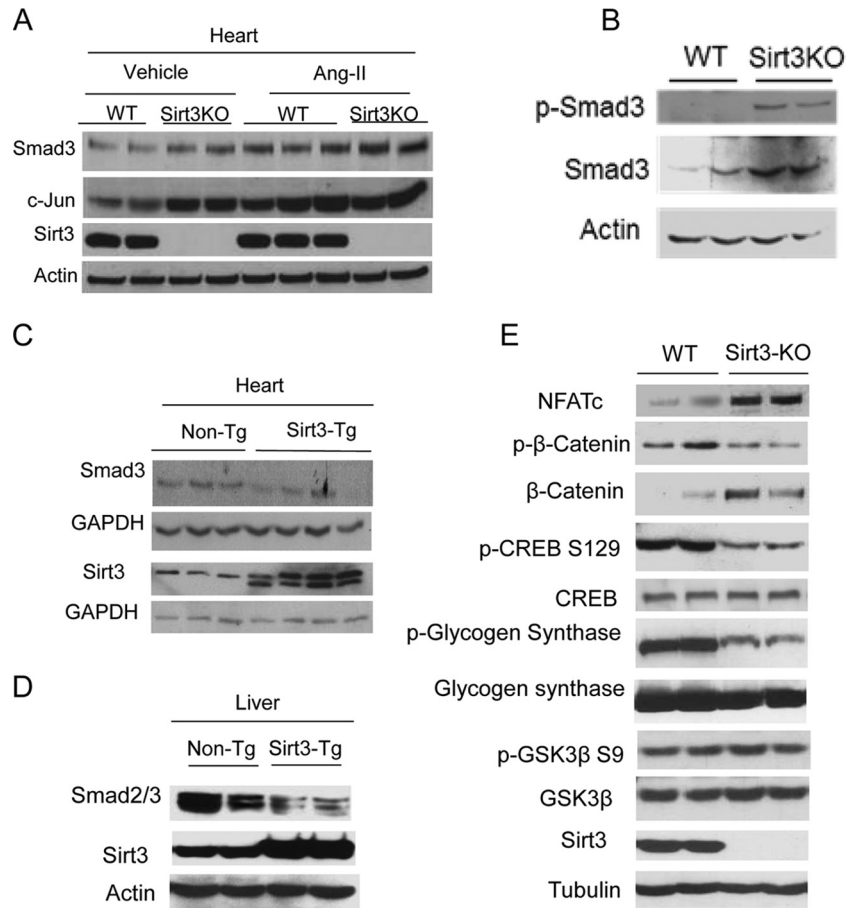 A
Heart
Vehicle Ang-II
WT Sirt3KO WT Sirt3KO
Smad3
c-Jun
Sirt3
Actin
B
WT Sirt3KO
p-Smad3
Smad3
Actin
C
Heart
Non-Tg Sirt3-Tg
Smad3
GAPDH
Sirt3
GAPDH
D
Liver
Non-Tg Sirt3-Tg
Smad2/3
Sirt3
Actin
E
WT Sirt3-KO
NFATc
p-β-Catenin
β-Catenin
p-CREB S129
CREB
p-Glycogen Synthase
Glycogen synthase
p-GSK3β S9
GSK3β
Sirt3
Tubulin